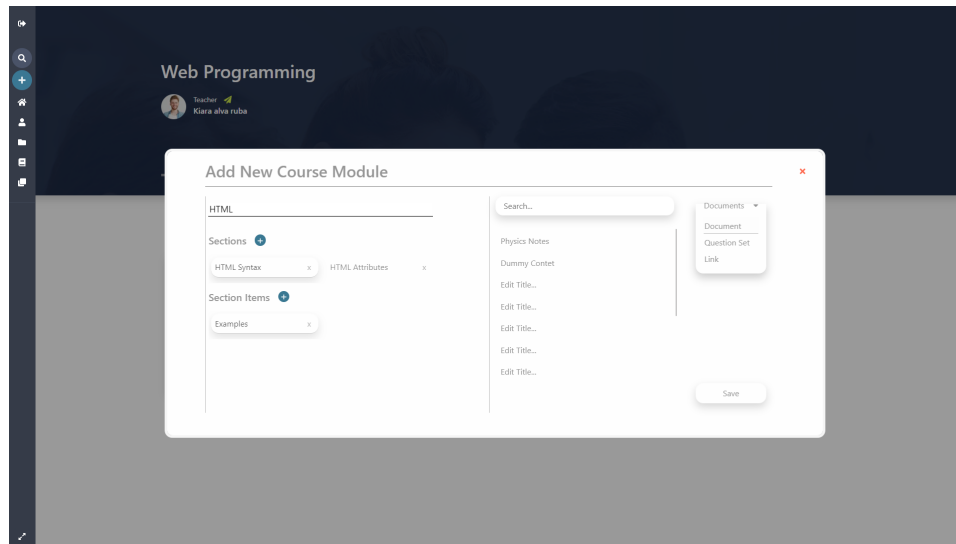 Web Programming
Teacher
Kiara alva ruba
Add New Course Module
×
HTML
Sections +
HTML Syntax x HTML Attributes x
Section Items +
Examples x
Search...
Physics Notes
Dummy Contet
Edit Title...
Edit Title...
Edit Title...
Edit Title...
Edit Title...
Documents
Document
Question Set
Link
Save